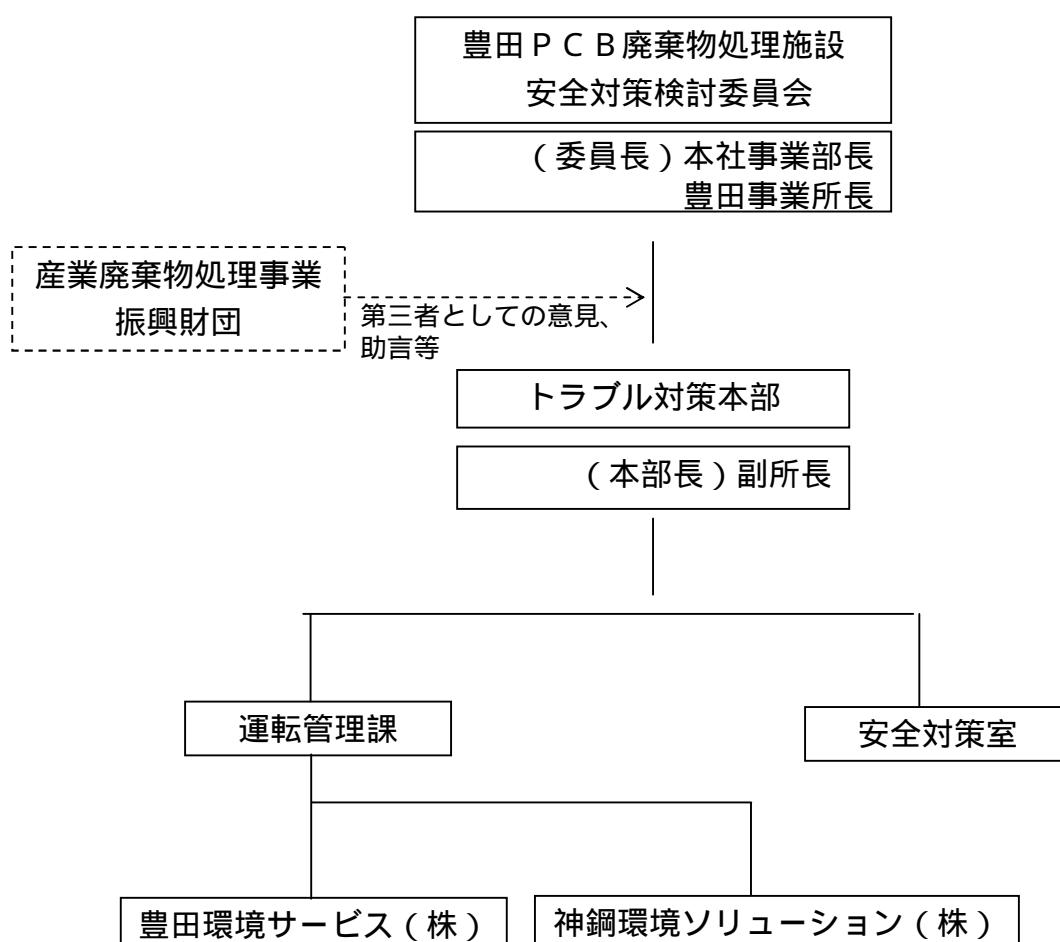 豊田ＰＣＢ廃棄物処理施設
安全対策検討委員会
（委員長）本社事業部長
豊田事業所長
産業廃棄物処理事業
振興財団
第三者としての意見、
助言等
トラブル対策本部
（本部長）副所長
運転管理課
安全対策室
豊田環境サービス（株）
神鋼環境ソリューション（株）